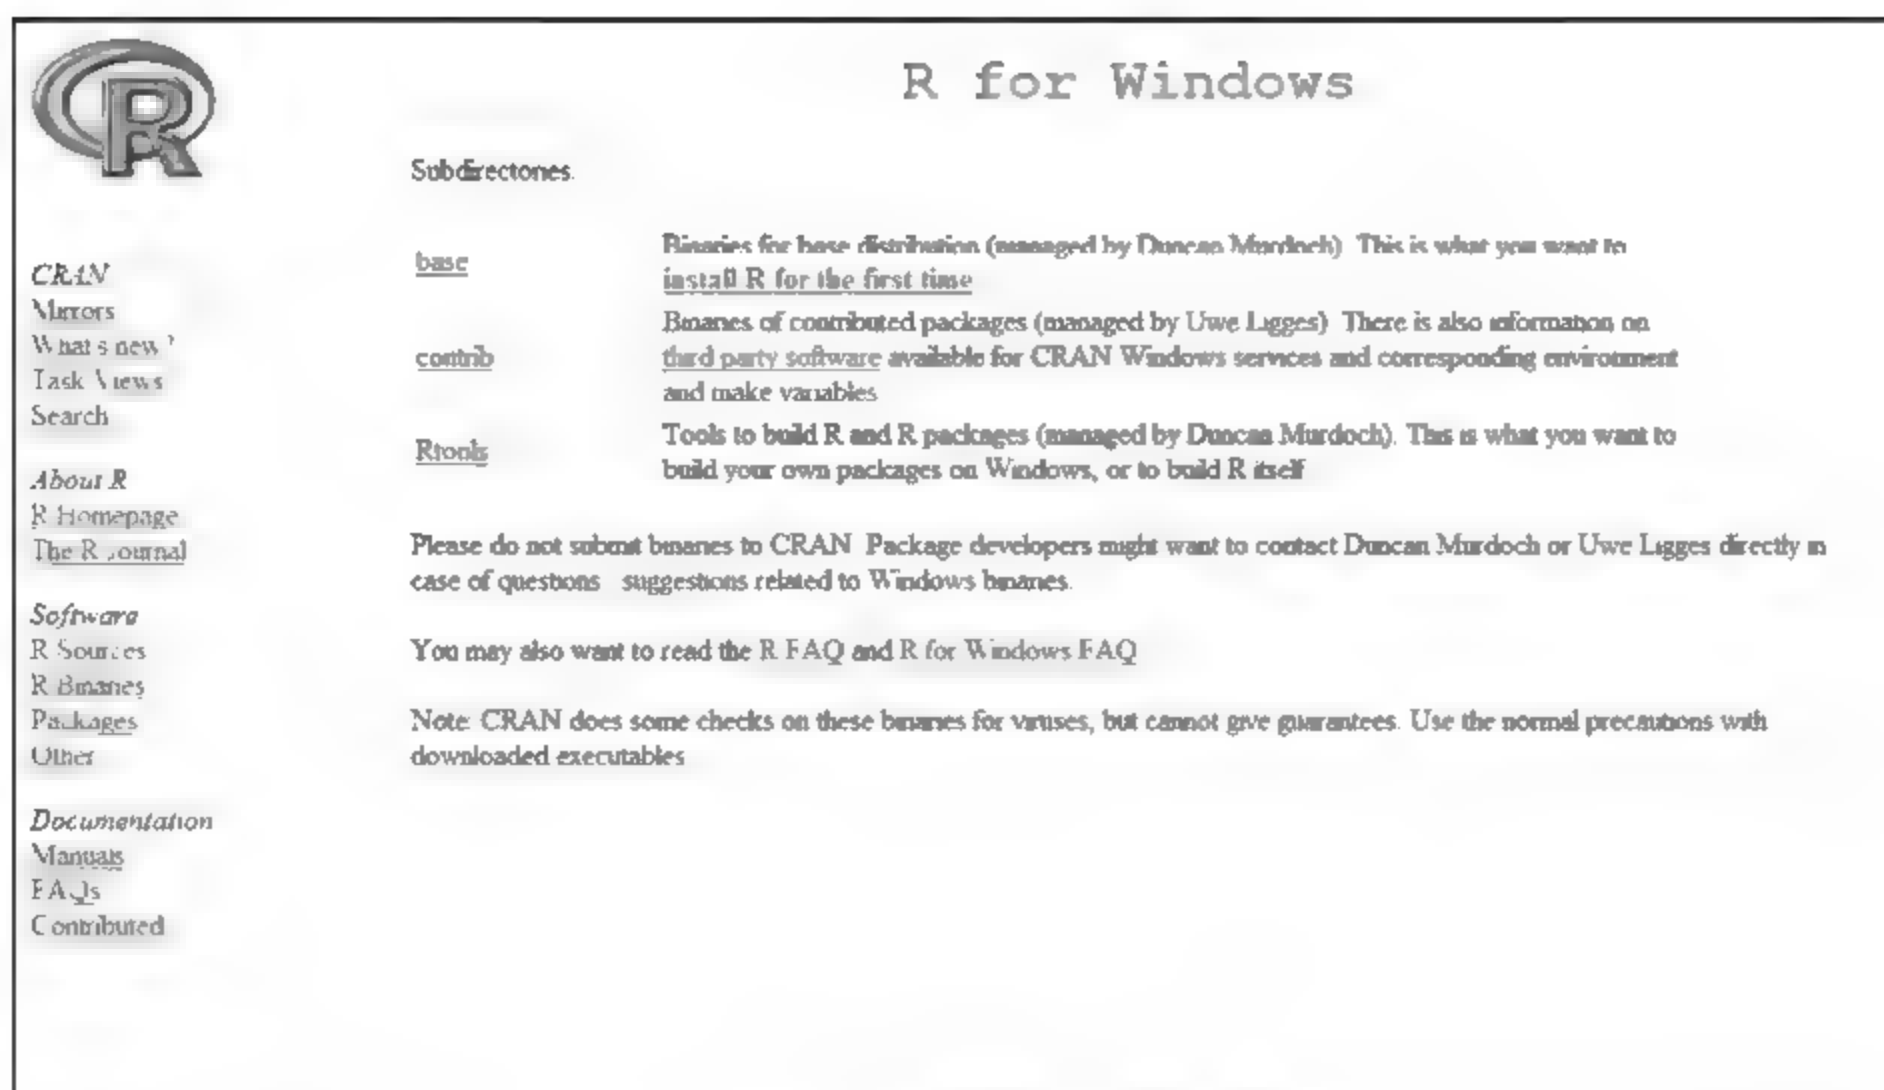 R
R for Windows
Subdirectories:
base
Binaries for base distribution (managed by Duncan Murdoch). This is what you want to
install R for the first time
contrib
Binaries of contributed packages (managed by Uwe Ligges). There is also information on
third party software available for CRAN Windows services and corresponding environment
and make variables
Rtools
Tools to build R and R packages (managed by Duncan Murdoch). This is what you want to
build your own packages on Windows, or to build R itself
Please do not submit binaries to CRAN. Package developers might want to contact Duncan Murdoch or Uwe Ligges directly in
case of questions suggestions related to Windows binaries.
You may also want to read the R FAQ and R for Windows FAQ
Note: CRAN does some checks on these binaries for viruses, but cannot give guarantees. Use the normal precautions with
downloaded executables
CRAN
Mirrors
What's new?
Task Views
Search
About R
R Homepage
The R Journal
Software
R Sources
R Binaries
Packages
Other
Documentation
Manuals
FAQs
Contributed